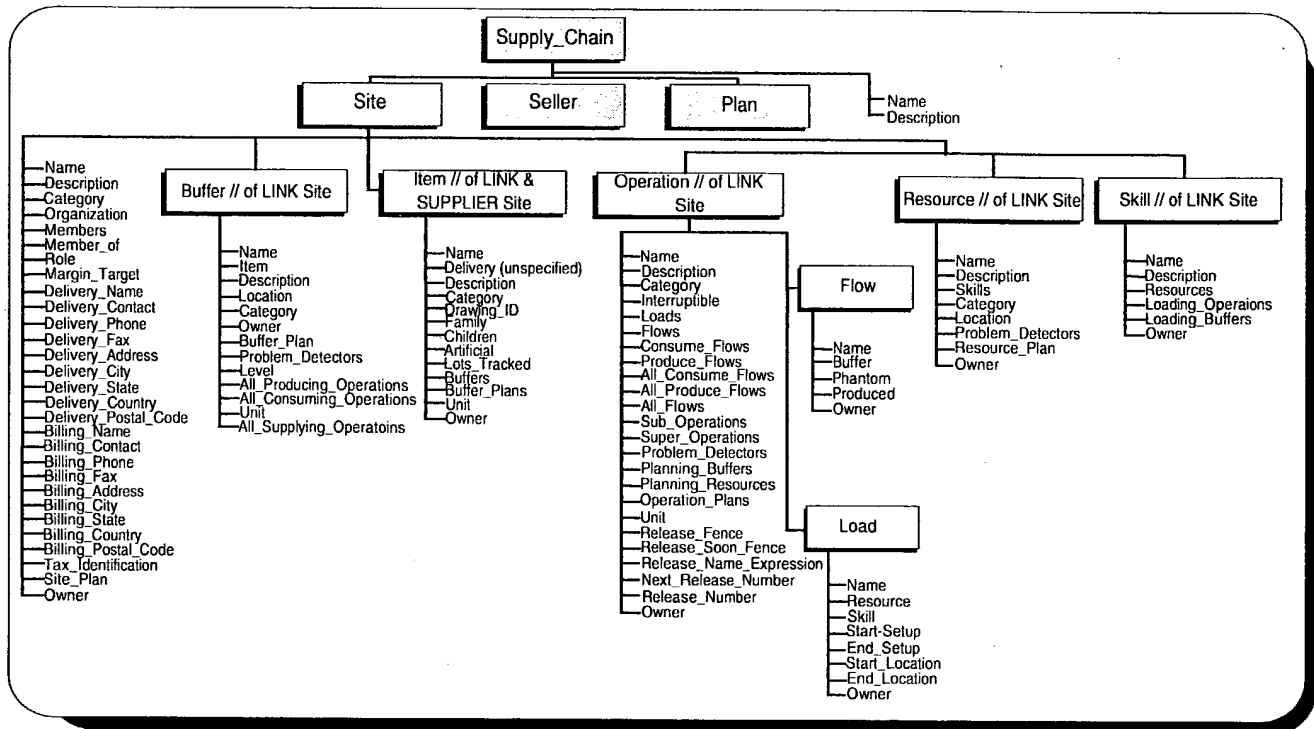 Supply_Chain
Site
Seller
Plan
Name
Description
Name
Description
Category
Organization
Members
Member_of
Role
Margin_Target
Delivery_Name
Delivery_Contact
Delivery_Phone
Delivery_Fax
Delivery_Address
Delivery_City
Delivery_State
Delivery_Country
Delivery_Postal_Code
Billing_Name
Billing_Contact
Billing_Phone
Billing_Fax
Billing_Address
Billing_City
Billing_State
Billing_Country
Billing_Postal_Code
Tax_Identification
Site_Plan
Owner
Buffer // of LINK Site
Name
Item
Description
Location
Category
Owner
Buffer_Plan
Problem_Detectors
Level
All_Producing_Operations
All_Consuming_Operations
Unit
All_Supplying_Operatoins
Item // of LINK &
SUPPLIER Site
Name
Delivery (unspecified)
Description
Category
Drawing_ID
Family
Children
Artificial
Lots_Tracked
Buffers
Buffer_Plans
Unit
Owner
Operation // of LINK
Site
Name
Description
Category
Interruptible
Loads
Flows
Consume_Flows
Produce_Flows
All_Consume_Flows
All_Produce_Flows
All_Flows
Sub_Operations
Super_Operations
Problem_Detectors
Planning_Buffers
Planning_Resources
Operation_Plans
Unit
Release_Fence
Release_Soon_Fence
Release_Name_Expression
Next_Release_Number
Release_Number
Owner
Flow
Name
Buffer
Phantom
Produced
Owner
Load
Name
Resource
Skill
Start-Setup
End_Setup
Start_Location
End_Location
Owner
Resource // of LINK Site
Name
Description
Skills
Category
Location
Problem_Detectors
Resource_Plan
Owner
Skill // of LINK Site
Name
Description
Resources
Loading_Operaions
Loading_Buffers
Owner